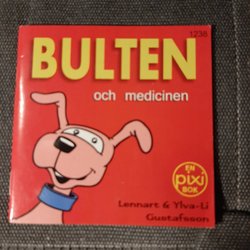 1238
BULTEN
och medicinen
EN
pixi
BOK
Lennart & Ylva-Li
Gustafsson